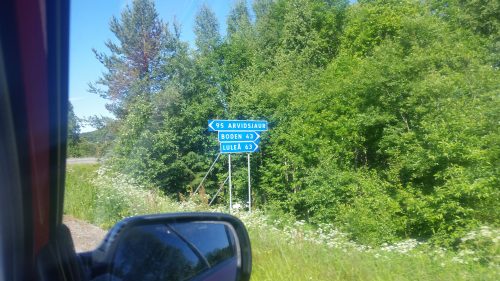 95 ARVIDSJAUR
BODEN 43
LULEÅ 63